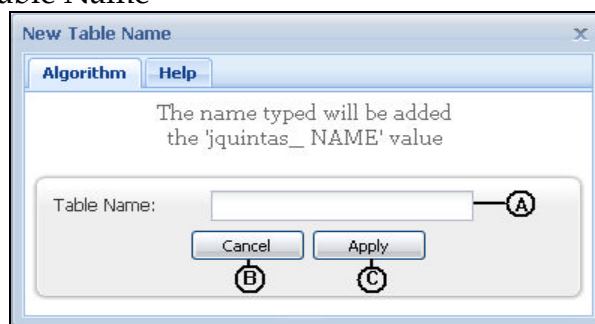 able Name
New Table Name x
Algorithm Help
The name typed will be added
the 'jquintas_ NAME' value
Table Name: A
Cancel Apply
B C